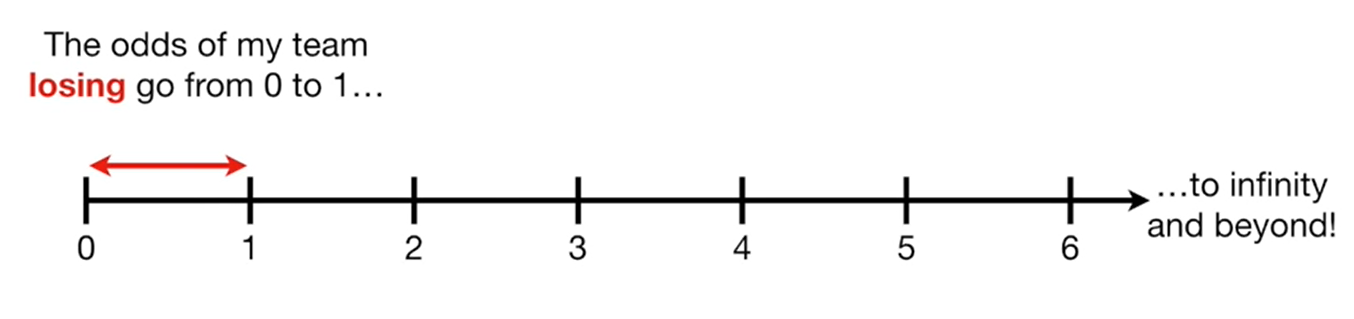 The odds of my team
losing go from 0 to 1...
...to infinity
and beyond!
0 1 2 3 4 5 6